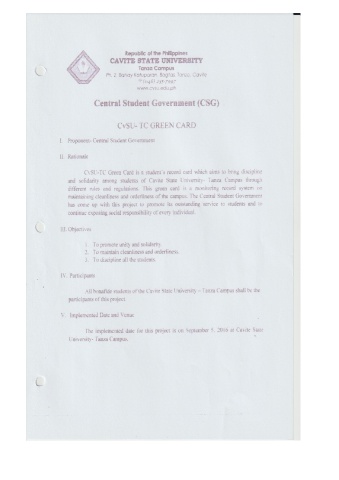 Republic of the Philippines
CAVITE STATE UNIVERSITY
Tanza Campus
Ph. 2, Bahay Katuparan, Bagtas, Tanza, Cavite
www.cvsu.edu.ph
Central Student Government (CSG)
CvSU- TC GREEN CARD
I. Proponent- Central Student Government
II. Rationale
CvSU-TC Green Card is a student's record card which aims to bring discipline
and solidarity among students of Cavite State University- Tanza Campus through
different rules and regulations. This green card is a monitoring record system on
maintaining cleanliness and orderliness of the campus. The Central Student Government
has come up with this project to promote its outstanding service to students and to
continue imposing social responsibility of every individual.
III. Objectives
1. To promote unity and solidarity.
2. To maintain cleanliness and orderliness.
3. To discipline all the students.
IV. Participants
All bonafide students of the Cavite State University – Tanza Campus shall be the
participants of this project.
V. Implemented Date and Venue
The implemented date for this project is on September 5, 2016 at Cavite State
University- Tanza Campus.